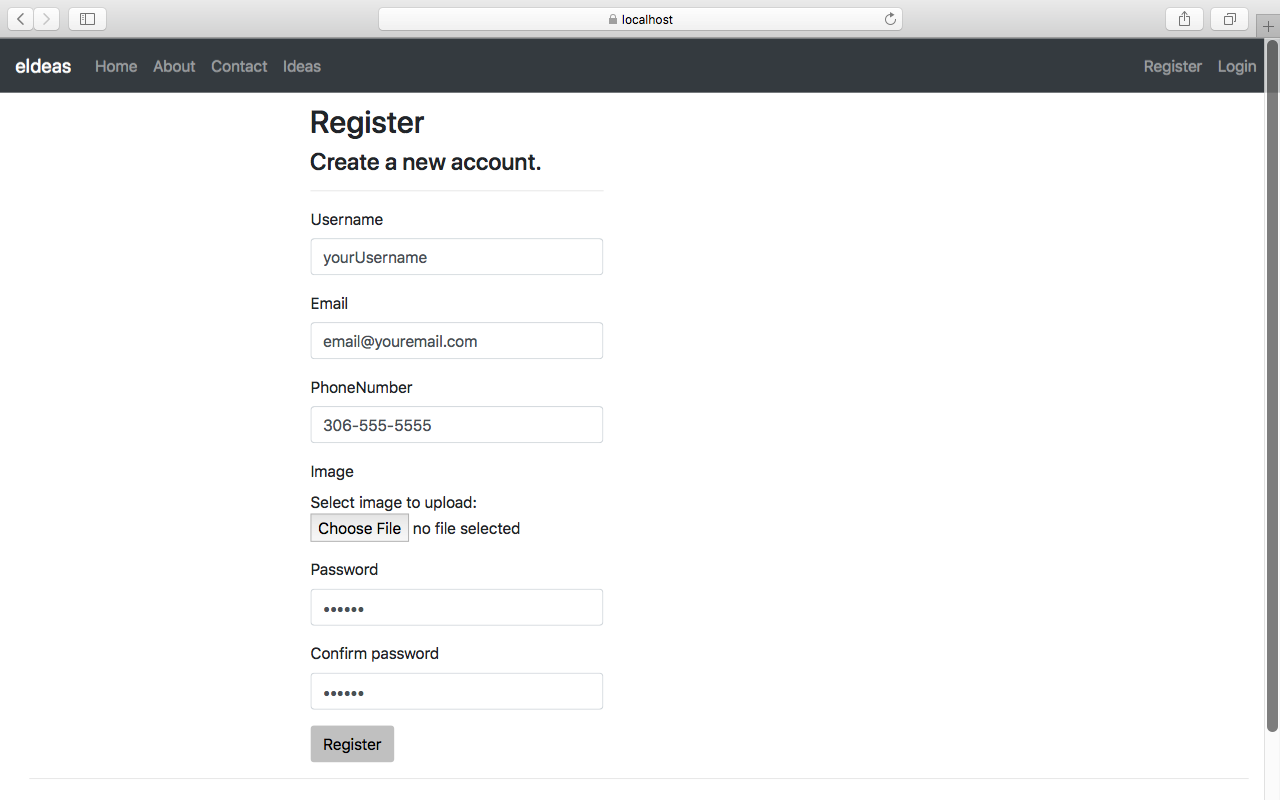 localhost
eIdeas Home About Contact Ideas Register Login
Register
Create a new account.
Username
yourUsername
Email
email@youremail.com
PhoneNumber
306-555-5555
Image
Select image to upload:
Choose File no file selected
Password
••••••
Confirm password
••••••
Register